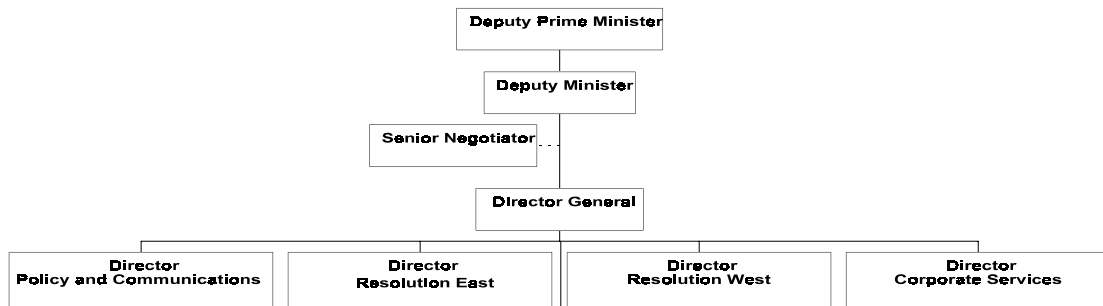 Deputy Prime Minister
Deputy Minister
Senior Negotiator
Director General
Director
Policy and Communications
Director
Resolution East
Director
Resolution West
Director
Corporate Services